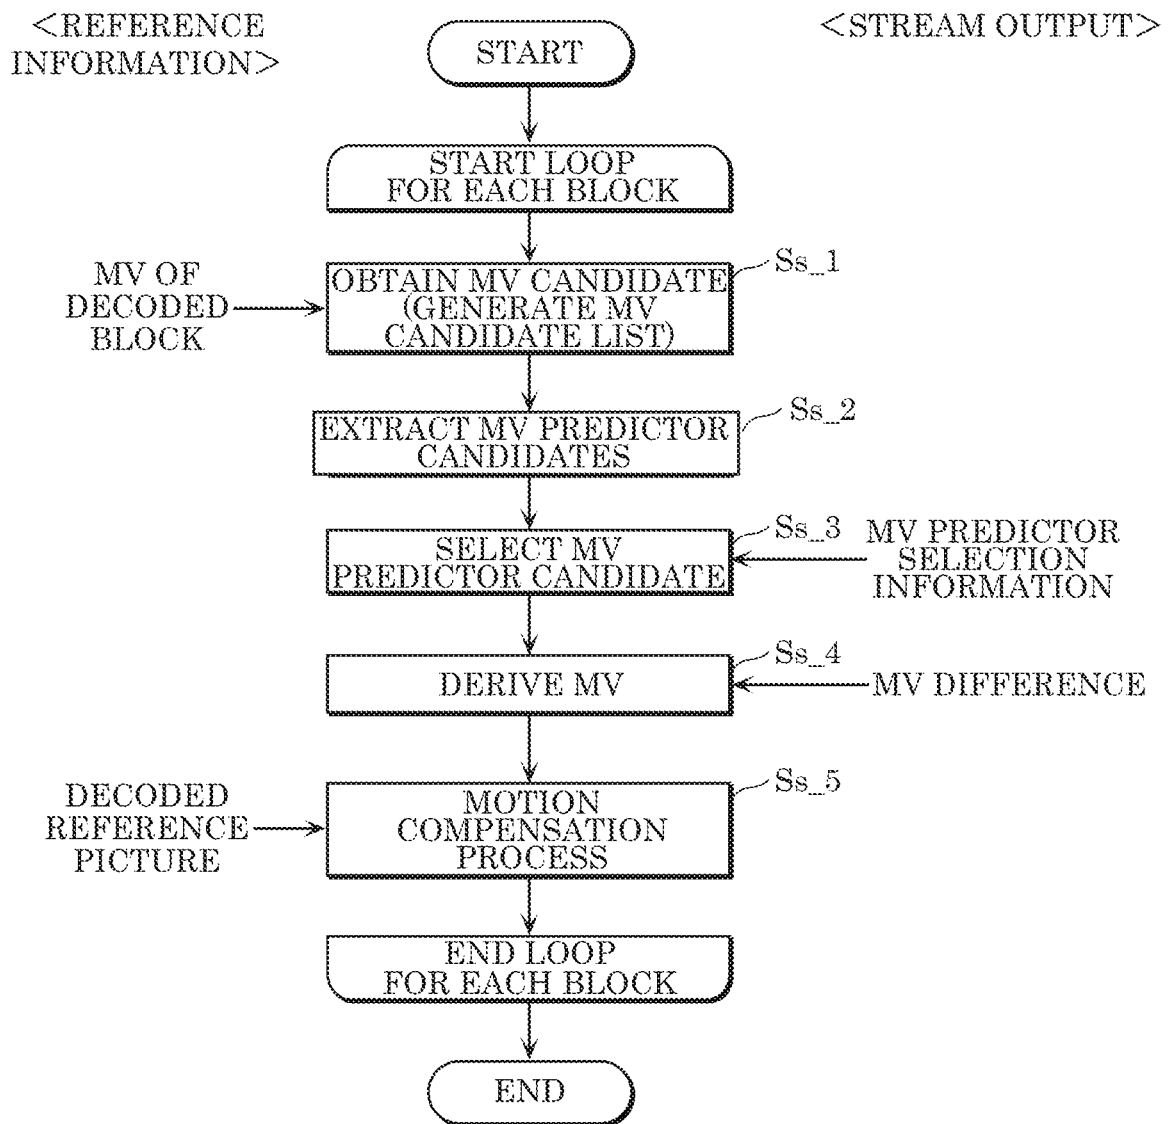 <REFERENCE
INFORMATION>
<STREAM OUTPUT>
START
START LOOP
FOR EACH BLOCK
MV OF
DECODED
BLOCK
OBTAIN MV CANDIDATE
(GENERATE MV
CANDIDATE LIST)
Ss_1
EXTRACT MV PREDICTOR
CANDIDATES
Ss_2
SELECT MV
PREDICTOR CANDIDATE
Ss_3
MV PREDICTOR
SELECTION
INFORMATION
DERIVE MV
Ss_4
MV DIFFERENCE
DECODED
REFERENCE
PICTURE
MOTION
COMPENSATION
PROCESS
Ss_5
END LOOP
FOR EACH BLOCK
END